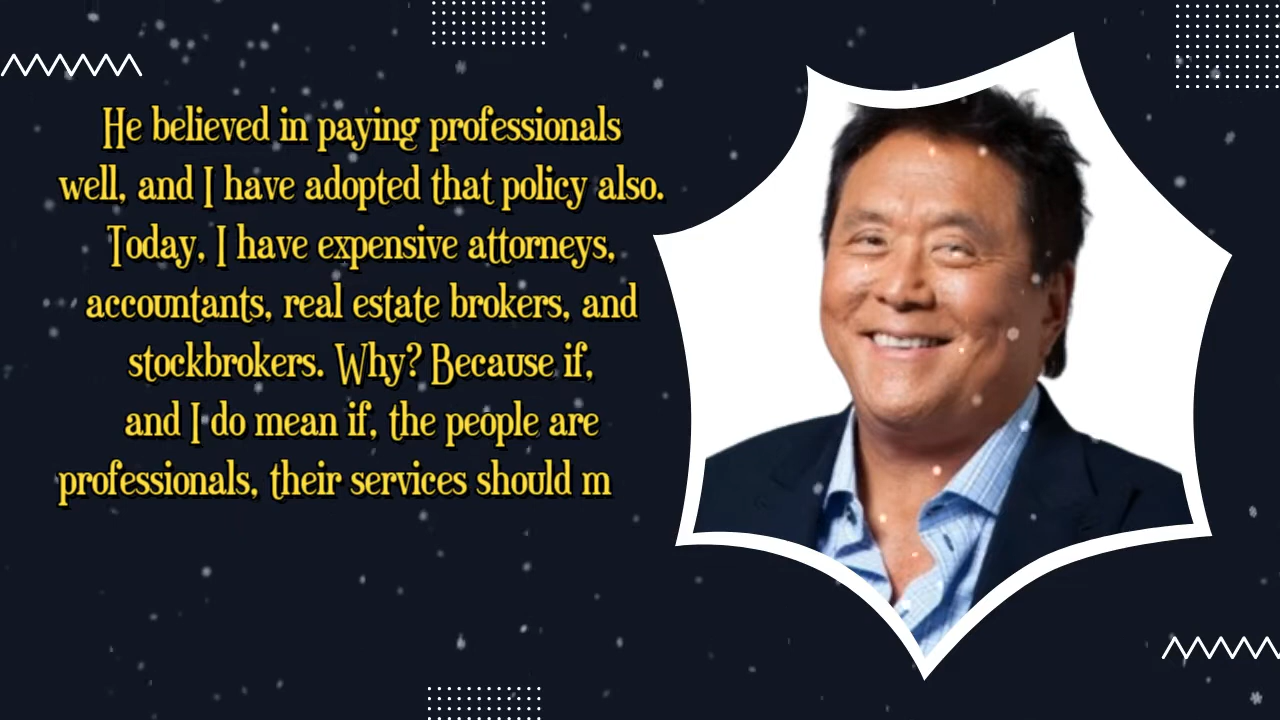 He believed in paying professionals
well, and I have adopted that policy also.
Today, I have expensive attorneys,
accountants, real estate brokers, and
stockbrokers. Why? Because if,
and I do mean if, the people are
professionals, their services should m